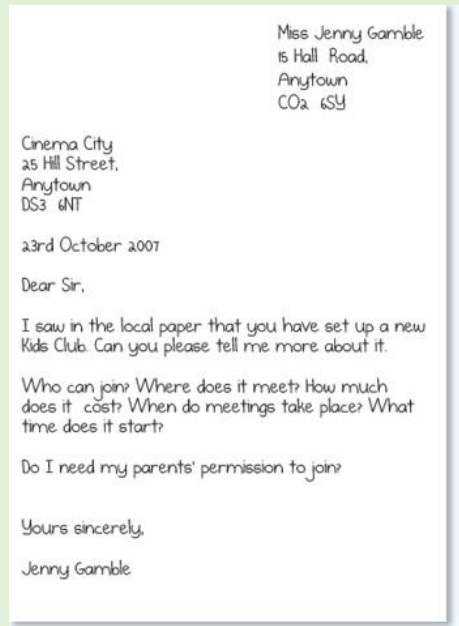 Miss Jenny Gamble
15 Hall Road,
Anytown
CO2 6SY
Cinema City
25 Hill Street,
Anytown
DS3 6NT
23rd October 2007
Dear Sir,
I saw in the local paper that you have set up a new
Kids Club. Can you please tell me more about it.
Who can join? Where does it meet? How much
does it cost? When do meetings take place? What
time does it start?
Do I need my parents' permission to join?
Yours sincerely,
Jenny Gamble